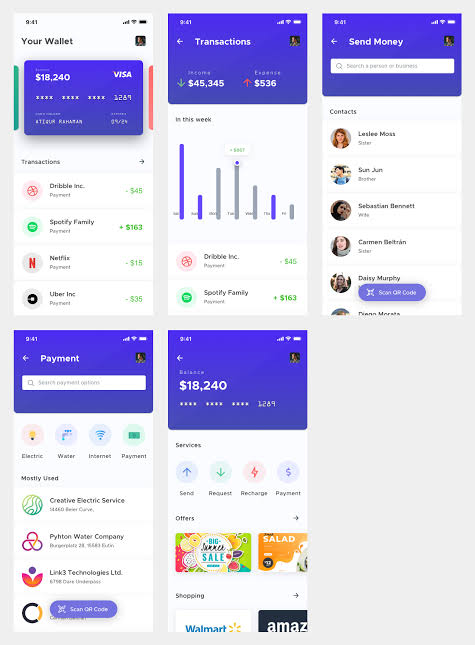 9:41
Your Wallet
Balance
$18,240
VISA
**** **** **** 1289
CARD HOLDER
EXPIRES
ATIQUR RAHAMAN
09/24
Transactions
Dribble Inc.
Payment
- $45
Spotify Family
Payment
+ $163
Netflix
Payment
- $15
Uber Inc
Payment
- $35
9:41
Transactions
Income
$45,345
Expense
$536
In this week
+ $667
Sat
Sun
Mon
Tue
Wed
Thu
Fri
Dribble Inc.
Payment
- $45
Spotify Family
Payment
+ $163
9:41
Send Money
Search a person or business
Contacts
Leslee Moss
Sister
Sun Jun
Brother
Sebastian Bennett
Wife
Carmen Beltrán
Sister
Daisy Murphy
Scan QR Code
Diego Morata
9:41
Payment
Search payment options
Electric
Water
Internet
Payment
Mostly Used
Creative Electric Service
14460 Beier Curve,
Pyhton Water Company
Burgerplatz 28, 15683 Eutin
Link3 Technologies Ltd.
6798 Dare Underpass
Scan QR Code
9:41
Balance
$18,240
**** **** **** 1289
Services
Send
Request
Recharge
Payment
Offers
BIG
Summer
SALE
SALAD
Shopping
Walmart
amaz